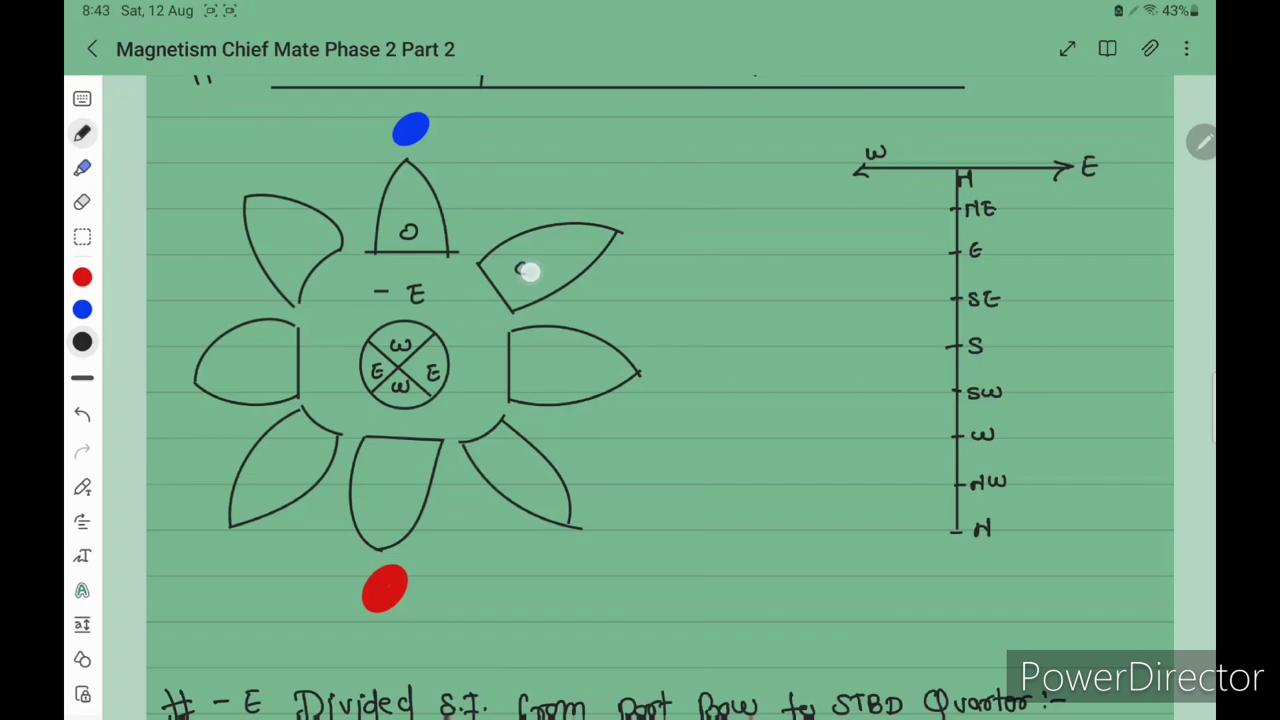 8:43 Sat, 12 Aug 43%
Magnetism Chief Mate Phase 2 Part 2
W E
N
NE
E
SE
S
SW
W
NW
N
O
- E
W
E E
W
# - E Divided S.I. from Port Bow to STBD Quarter:-
PowerDirector